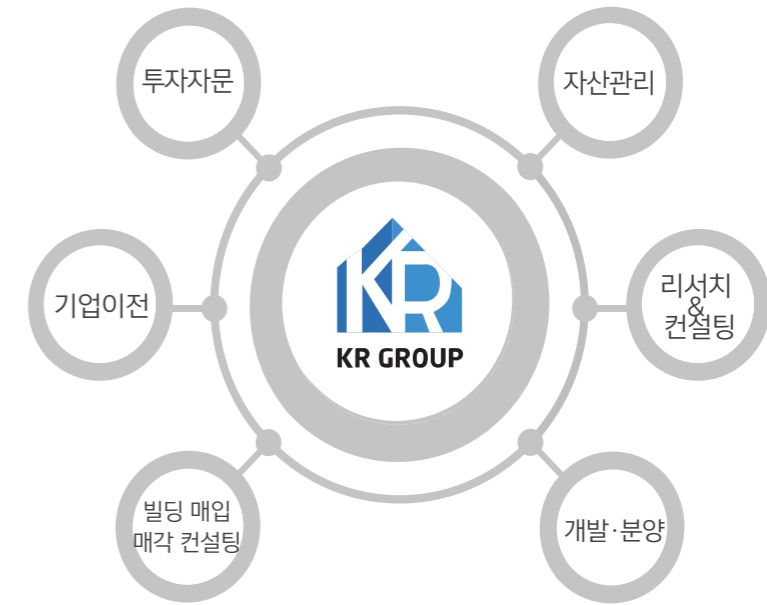 투자자문
자산관리
기업이전
KR
KR GROUP
리서치
&
컨설팅
빌딩 매입
매각 컨설팅
개발·분양